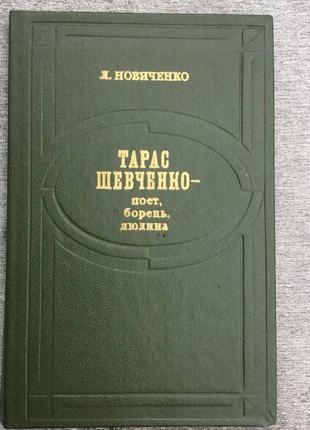 Л. НОВИЧЕНКО
ТАРАС
ШЕВЧЕНКО–
поет,
борець,
людина